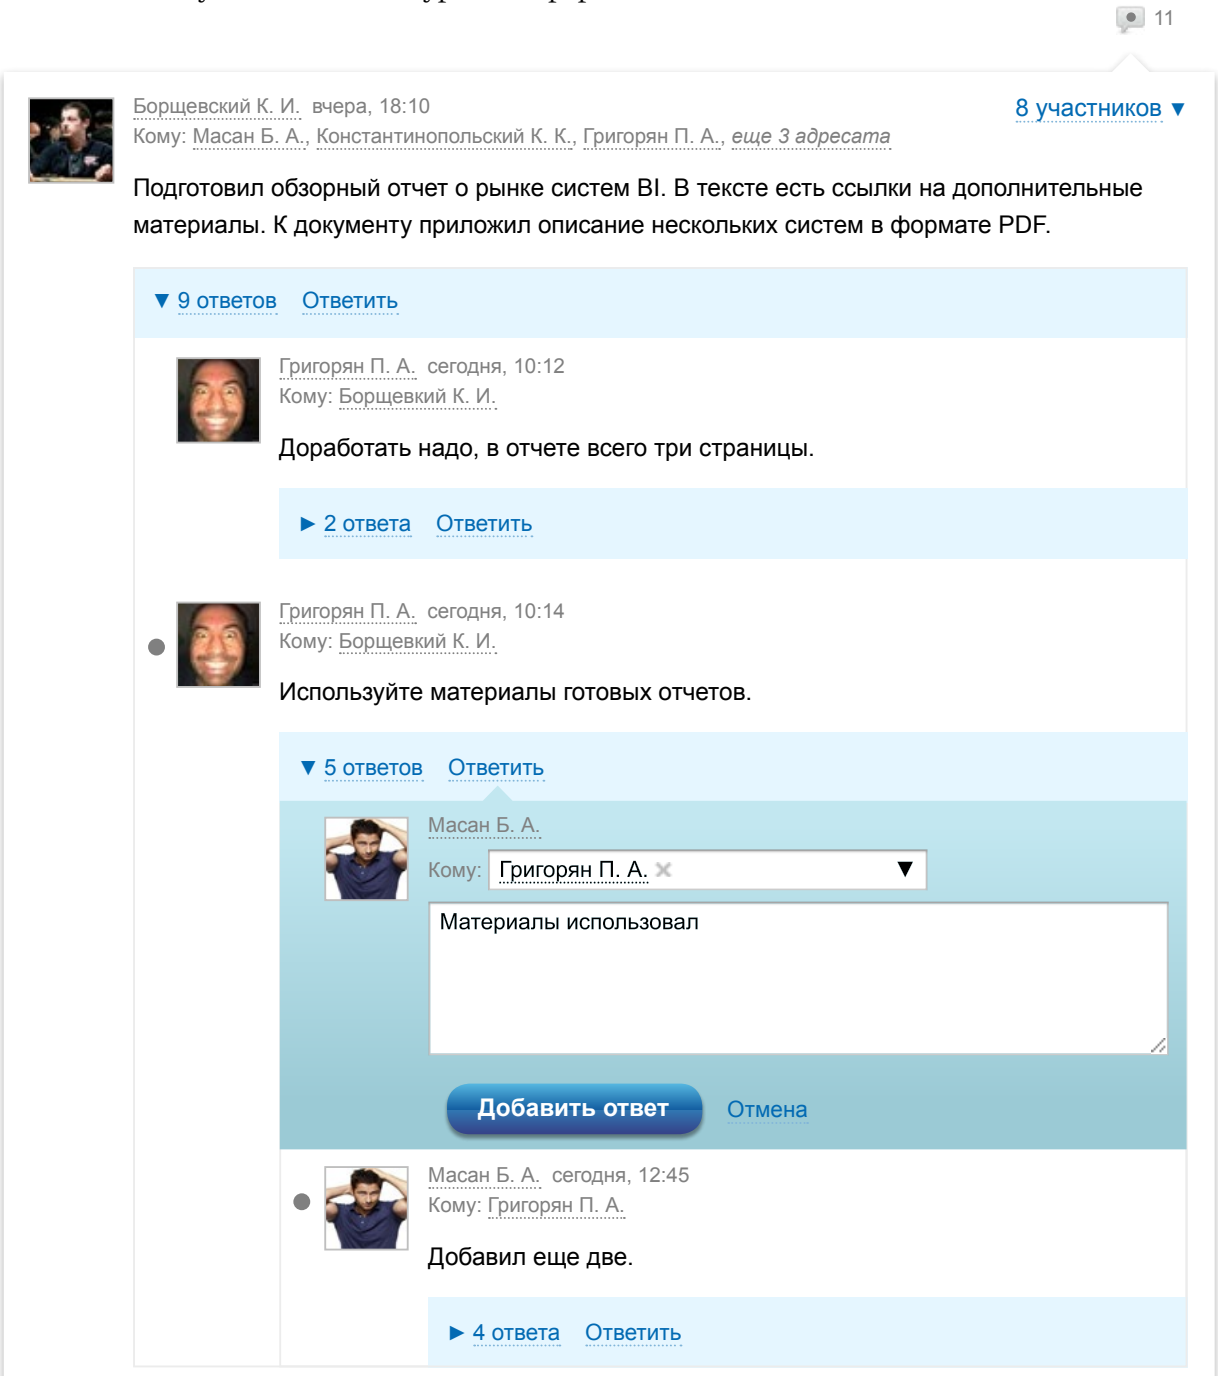 11
Борщевский К. И. вчера, 18:10
8 участников ▼
Кому: Масан Б. А., Константинопольский К. К., Григорян П. А., еще 3 адресата
Подготовил обзорный отчет о рынке систем BI. В тексте есть ссылки на дополнительные
материалы. К документу приложил описание нескольких систем в формате PDF.
▼ 9 ответов Ответить
Григорян П. А. сегодня, 10:12
Кому: Борщевкий К. И.
Доработать надо, в отчете всего три страницы.
► 2 ответа Ответить
Григорян П. А. сегодня, 10:14
Кому: Борщевкий К. И.
Используйте материалы готовых отчетов.
▼ 5 ответов Ответить
Масан Б. А.
Кому: Григорян П. А. ✕ ▼
Материалы использовал
Добавить ответ Отмена
Масан Б. А. сегодня, 12:45
Кому: Григорян П. А.
Добавил еще две.
► 4 ответа Ответить